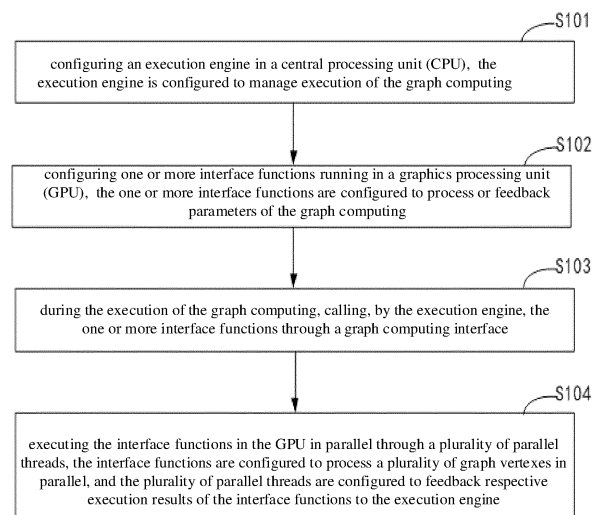 S101
configuring an execution engine in a central processing unit (CPU), the
execution engine is configured to manage execution of the graph computing
S102
configuring one or more interface functions running in a graphics processing unit
(GPU), the one or more interface functions are configured to process or feedback
parameters of the graph computing
S103
during the execution of the graph computing, calling, by the execution engine, the
one or more interface functions through a graph computing interface
S104
executing the interface functions in the GPU in parallel through a plurality of parallel
threads, the interface functions are configured to process a plurality of graph vertexes in
parallel, and the plurality of parallel threads are configured to feedback respective
execution results of the interface functions to the execution engine